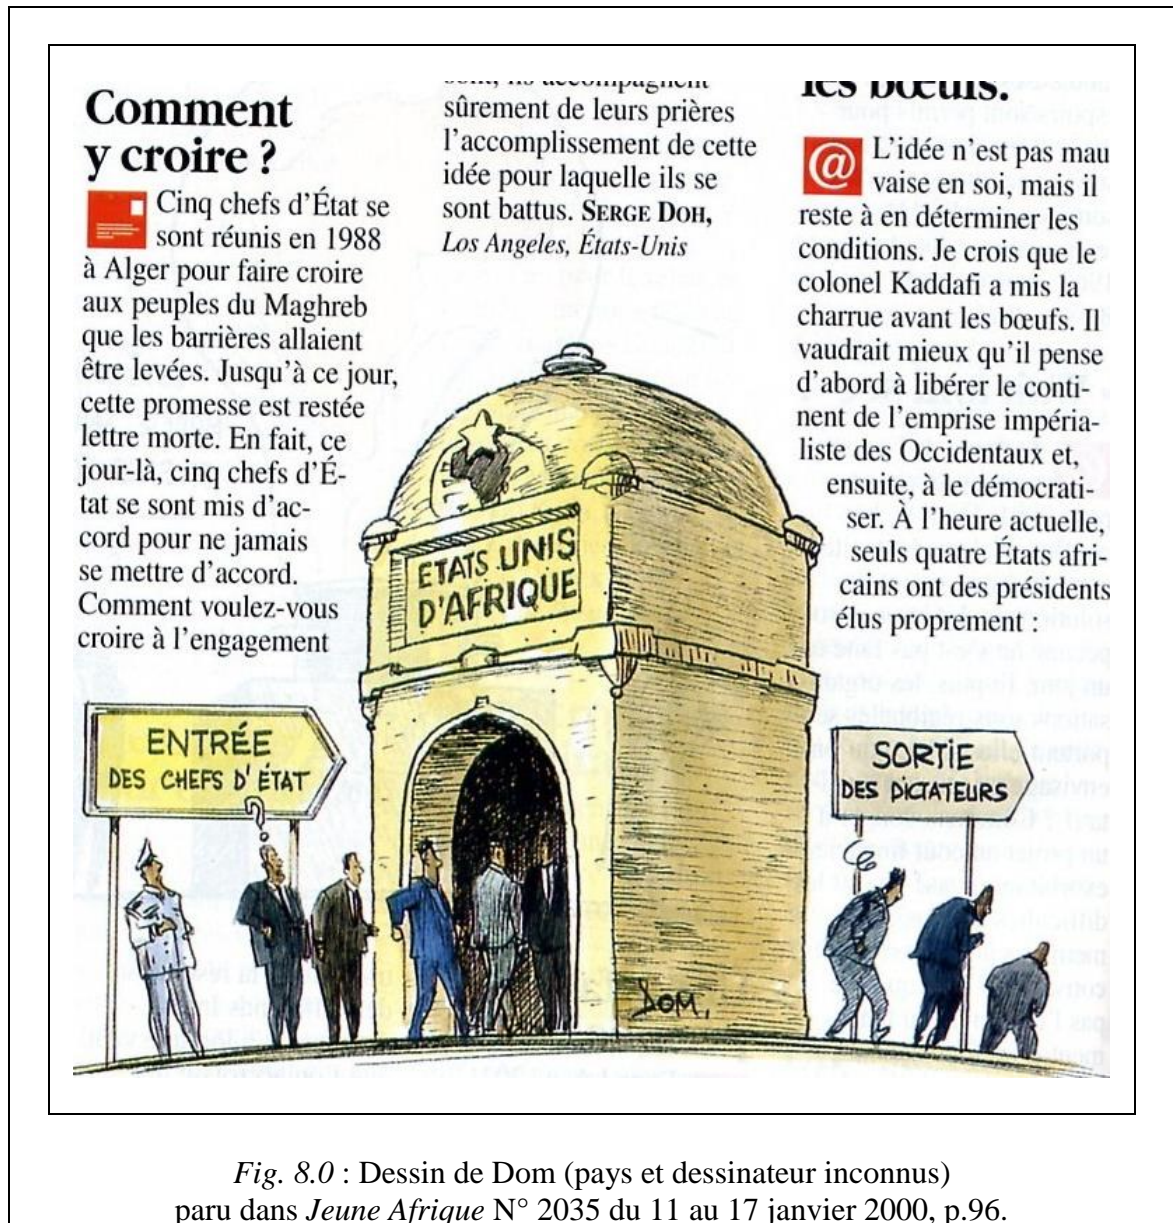 Comment
y croire ?
Cinq chefs d’État se
sont réunis en 1988
à Alger pour faire croire
aux peuples du Maghreb
que les barrières allaient
être levées. Jusqu’à ce jour,
cette promesse est restée
lettre morte. En fait, ce
jour-là, cinq chefs d’É-
tat se sont mis d’ac-
cord pour ne jamais
se mettre d’accord.
Comment voulez-vous
croire à l’engagement
sont, ils accompagnent
sûrement de leurs prières
l’accomplissement de cette
idée pour laquelle ils se
sont battus. SERGE DOH,
Los Angeles, États-Unis
les bœufs.
@ L’idée n’est pas mau
vaise en soi, mais il
reste à en déterminer les
conditions. Je crois que le
colonel Kaddafi a mis la
charrue avant les bœufs. Il
vaudrait mieux qu’il pense
d’abord à libérer le conti-
nent de l’emprise impéria-
liste des Occidentaux et,
ensuite, à le démocrati-
ser. À l’heure actuelle,
seuls quatre États afri-
cains ont des présidents
élus proprement :
ETATS UNIS
D’AFRIQUE
ENTRÉE
DES CHEFS D’ÉTAT
?
SORTIE
DES DICTATEURS
DOM.
Fig. 8.0 : Dessin de Dom (pays et dessinateur inconnus)
paru dans Jeune Afrique N° 2035 du 11 au 17 janvier 2000, p.96.